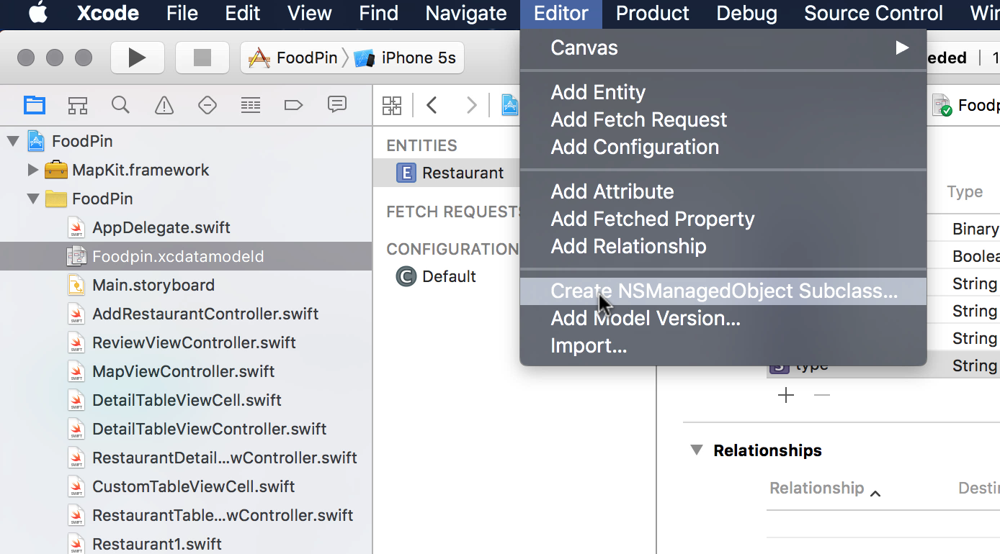 Xcode File Edit View Find Navigate Editor Product Debug Source Control
FoodPin iPhone 5s
Canvas
Add Entity
Add Fetch Request
Add Configuration
Add Attribute
Add Fetched Property
Add Relationship
Create NSManagedObject Subclass...
Add Model Version...
Import...
FoodPin
MapKit.framework
FoodPin
AppDelegate.swift
Foodpin.xcdatamodeld
Main.storyboard
AddRestaurantController.swift
ReviewViewController.swift
MapViewController.swift
DetailTableViewCell.swift
DetailTableViewController.swift
RestaurantDetail...wController.swift
CustomTableViewCell.swift
RestaurantTable...wController.swift
Restaurant1.swift
ENTITIES
E Restaurant
FETCH REQUESTS
CONFIGURATION
C Default
eded | 1
Foodp
Type
Binary
Boolea
String
String
String
type String
Relationships
Relationship Destin